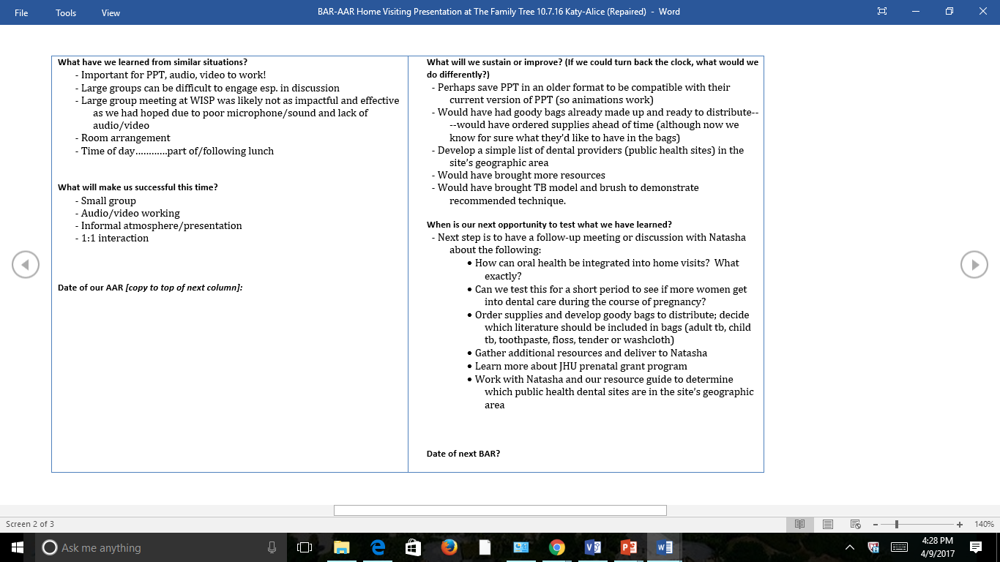 File Tools View
BAR-AAR Home Visiting Presentation at The Family Tree 10.7.16 Katy-Alice (Repaired) - Word
What have we learned from similar situations?
- Important for PPT, audio, video to work!
- Large groups can be difficult to engage esp. in discussion
- Large group meeting at WISP was likely not as impactful and effective
as we had hoped due to poor microphone/sound and lack of
audio/video
- Room arrangement
- Time of day…………part of/following lunch
What will make us successful this time?
- Small group
- Audio/video working
- Informal atmosphere/presentation
- 1:1 interaction
Date of our AAR [copy to top of next column]:
What will we sustain or improve? (If we could turn back the clock, what would we
do differently?)
- Perhaps save PPT in an older format to be compatible with their
current version of PPT (so animations work)
- Would have had goody bags already made up and ready to distribute--
--would have ordered supplies ahead of time (although now we
know for sure what they'd like to have in the bags)
- Develop a simple list of dental providers (public health sites) in the
site's geographic area
- Would have brought more resources
- Would have brought TB model and brush to demonstrate
recommended technique.
When is our next opportunity to test what we have learned?
- Next step is to have a follow-up meeting or discussion with Natasha
about the following:
• How can oral health be integrated into home visits? What
exactly?
• Can we test this for a short period to see if more women get
into dental care during the course of pregnancy?
• Order supplies and develop goody bags to distribute; decide
which literature should be included in bags (adult tb, child
tb, toothpaste, floss, tender or washcloth)
• Gather additional resources and deliver to Natasha
• Learn more about JHU prenatal grant program
• Work with Natasha and our resource guide to determine
which public health dental sites are in the site's geographic
area
Date of next BAR?
Screen 2 of 3
140%
Ask me anything
4:28 PM
4/9/2017